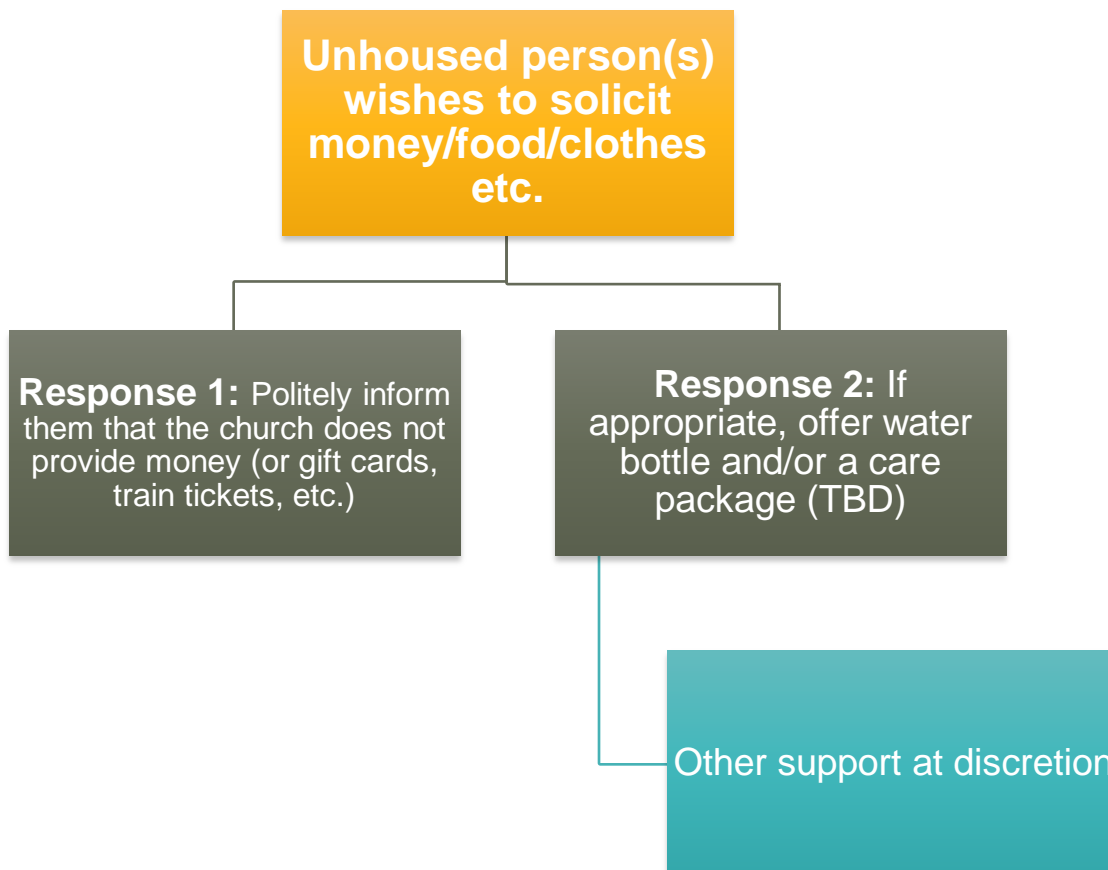 Unhoused person(s)
wishes to solicit
money/food/clothes
etc.
Response 1: Politely inform
them that the church does not
provide money (or gift cards,
train tickets, etc.)
Response 2: If
appropriate, offer water
bottle and/or a care
package (TBD)
Other support at discretion